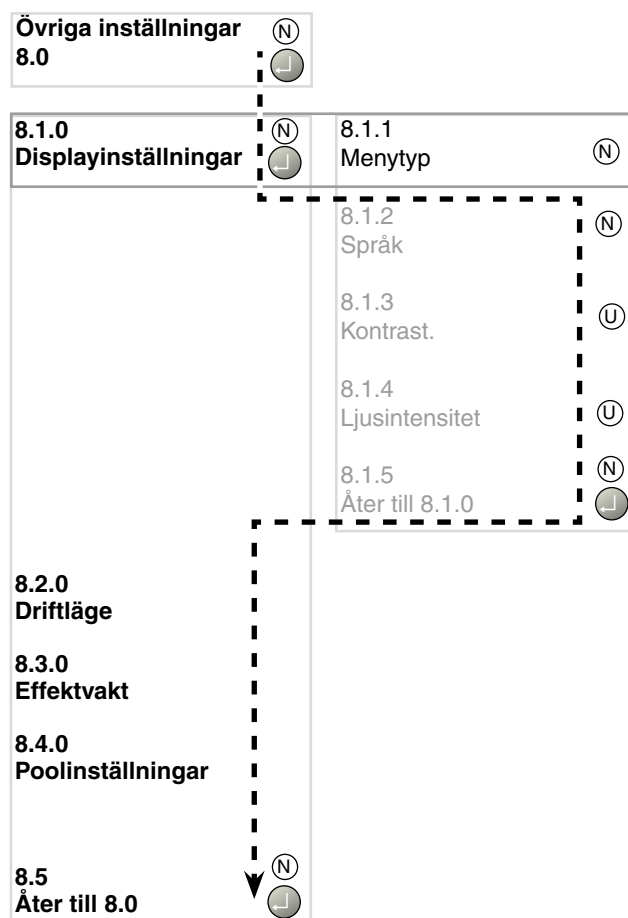 Övriga inställningar N
8.0
8.1.0 N
Displayinställningar
8.1.1
Menytyp N
8.1.2 N
Språk
8.1.3
Kontrast. U
8.1.4
Ljusintensitet U
8.1.5 N
Åter till 8.1.0
8.2.0
Driftläge
8.3.0
Effektvakt
8.4.0
Poolinställningar
8.5 N
Åter till 8.0